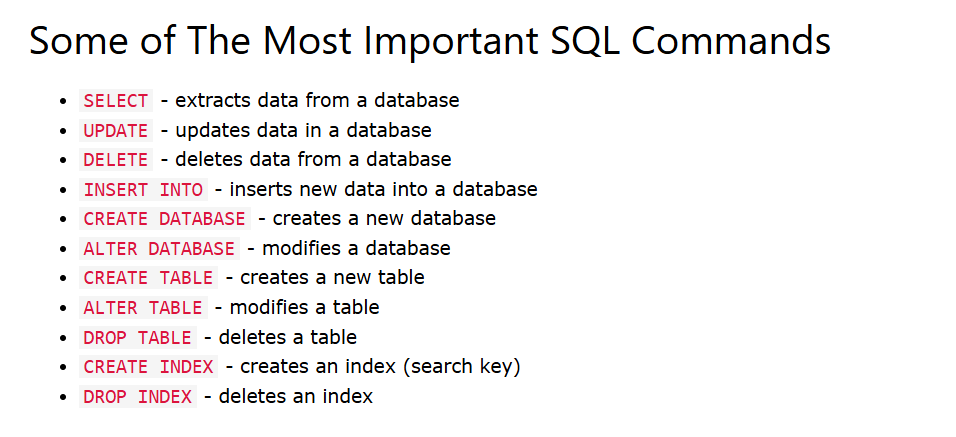 Some of The Most Important SQL Commands
• SELECT - extracts data from a database
• UPDATE - updates data in a database
• DELETE - deletes data from a database
• INSERT INTO - inserts new data into a database
• CREATE DATABASE - creates a new database
• ALTER DATABASE - modifies a database
• CREATE TABLE - creates a new table
• ALTER TABLE - modifies a table
• DROP TABLE - deletes a table
• CREATE INDEX - creates an index (search key)
• DROP INDEX - deletes an index